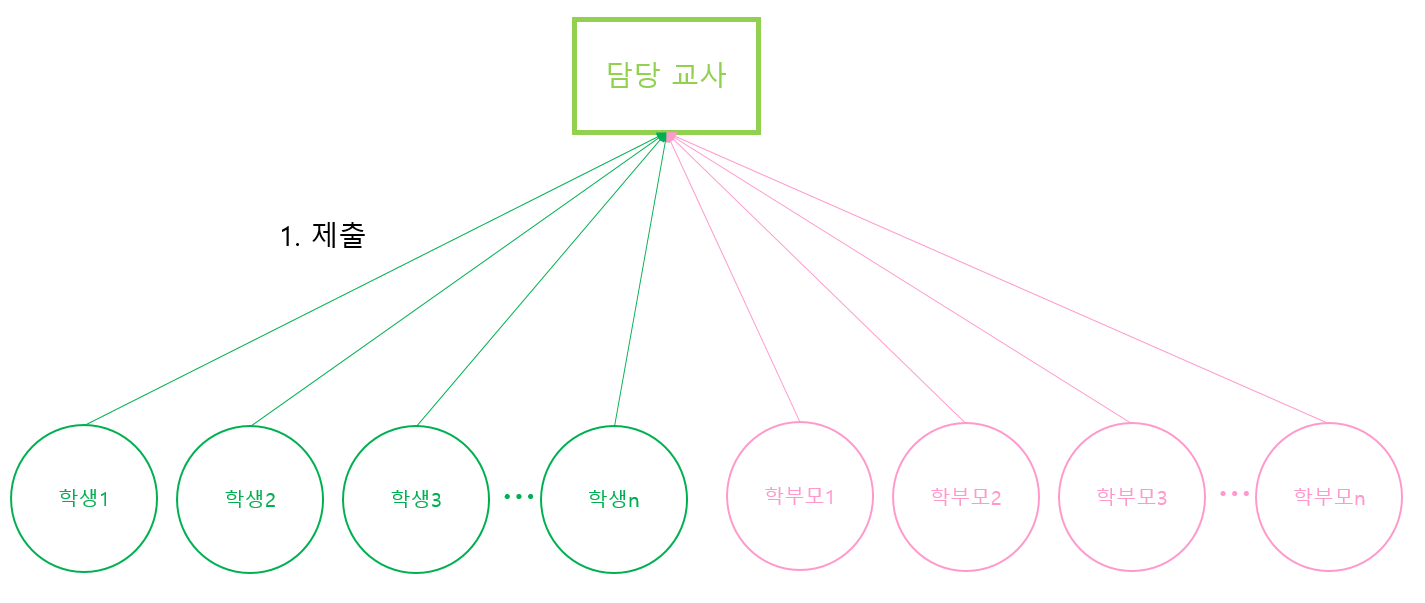 담당 교사
1. 제출
학생1
학생2
학생3
···
학생n
학부모1
학부모2
학부모3
···
학부모n